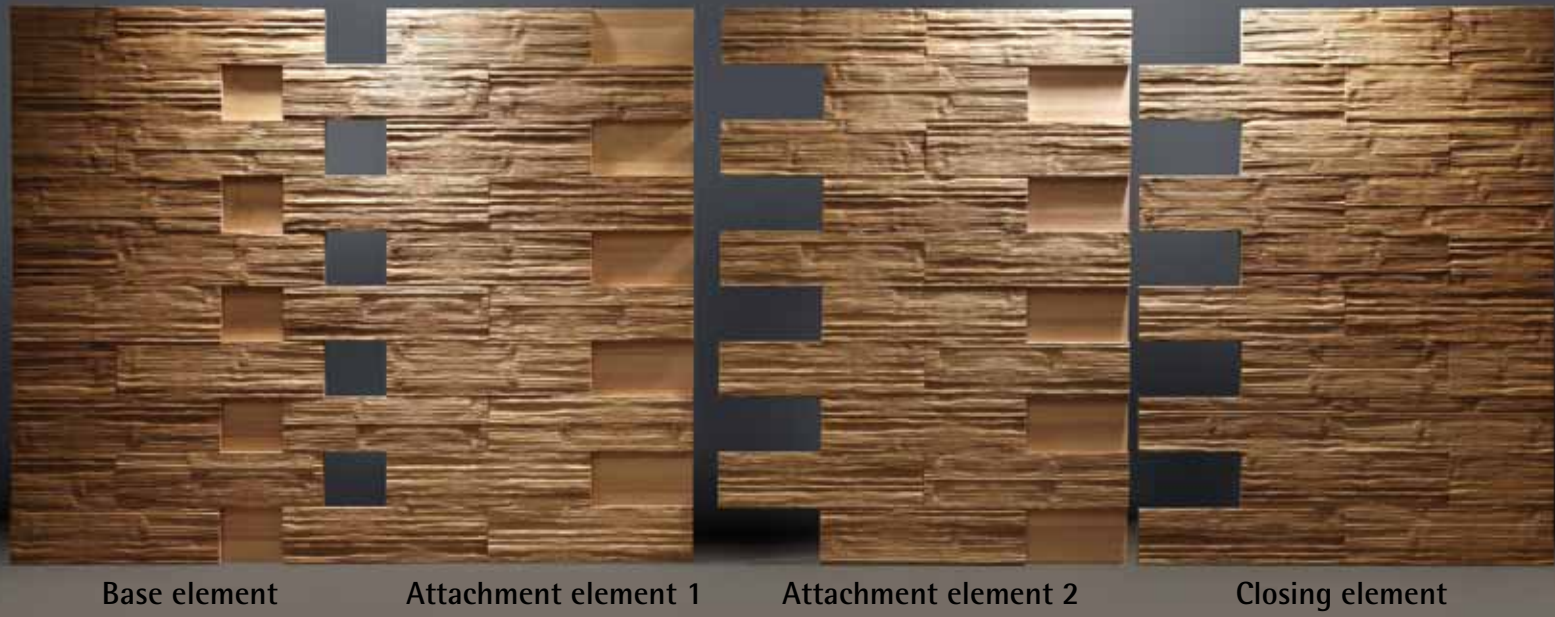 Base element
Attachment element 1
Attachment element 2
Closing element